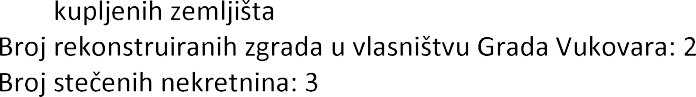 kupljenih zemljišta
Broj rekonstruiranih zgrada u vlasništvu Grada Vukovara: 2
Broj stečenih nekretnina: 3